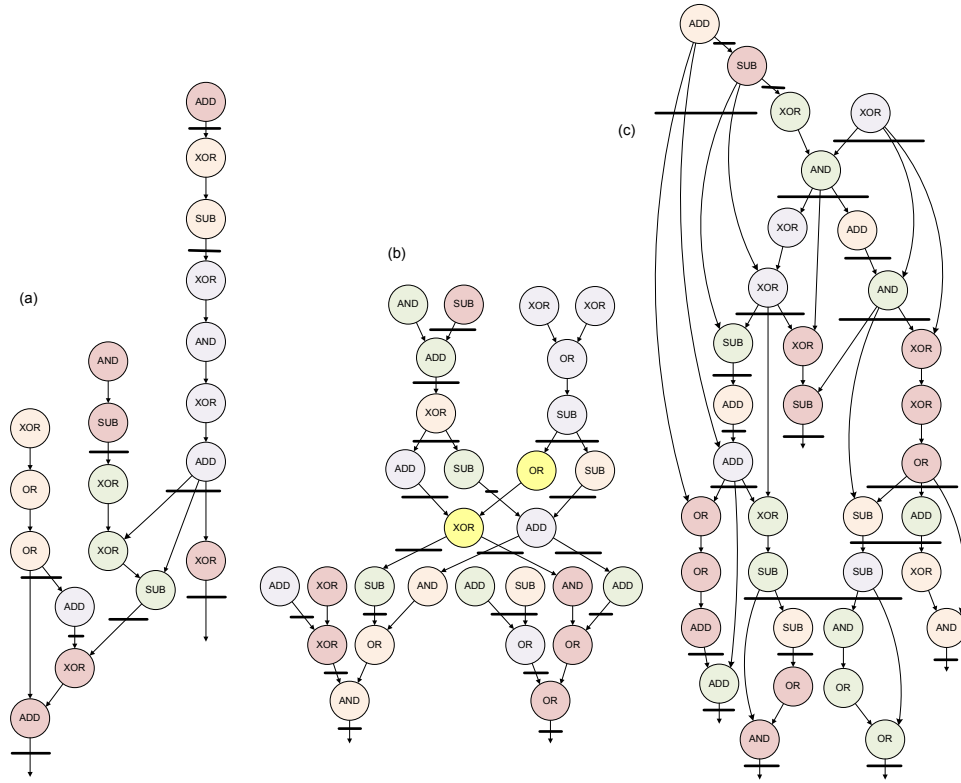 (a)
ADD
XOR
SUB
XOR
AND
XOR
ADD
AND
SUB
XOR
XOR
SUB
XOR
XOR
OR
OR
ADD
XOR
ADD
(b)
AND
SUB
XOR
XOR
ADD
OR
XOR
SUB
ADD
SUB
OR
SUB
XOR
ADD
ADD
XOR
SUB
AND
ADD
SUB
AND
ADD
XOR
OR
OR
OR
AND
OR
(c)
ADD
SUB
XOR
XOR
AND
XOR
ADD
XOR
AND
SUB
XOR
XOR
ADD
SUB
XOR
ADD
OR
OR
XOR
SUB
ADD
OR
SUB
SUB
XOR
ADD
SUB
AND
AND
ADD
OR
OR
AND
OR